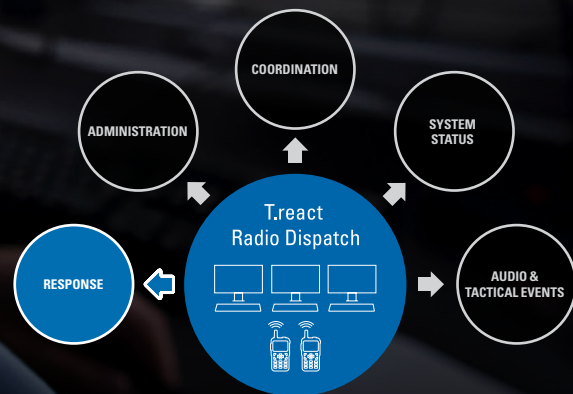 COORDINATION
ADMINISTRATION
SYSTEM
STATUS
T.react
Radio Dispatch
RESPONSE
AUDIO &
TACTICAL EVENTS